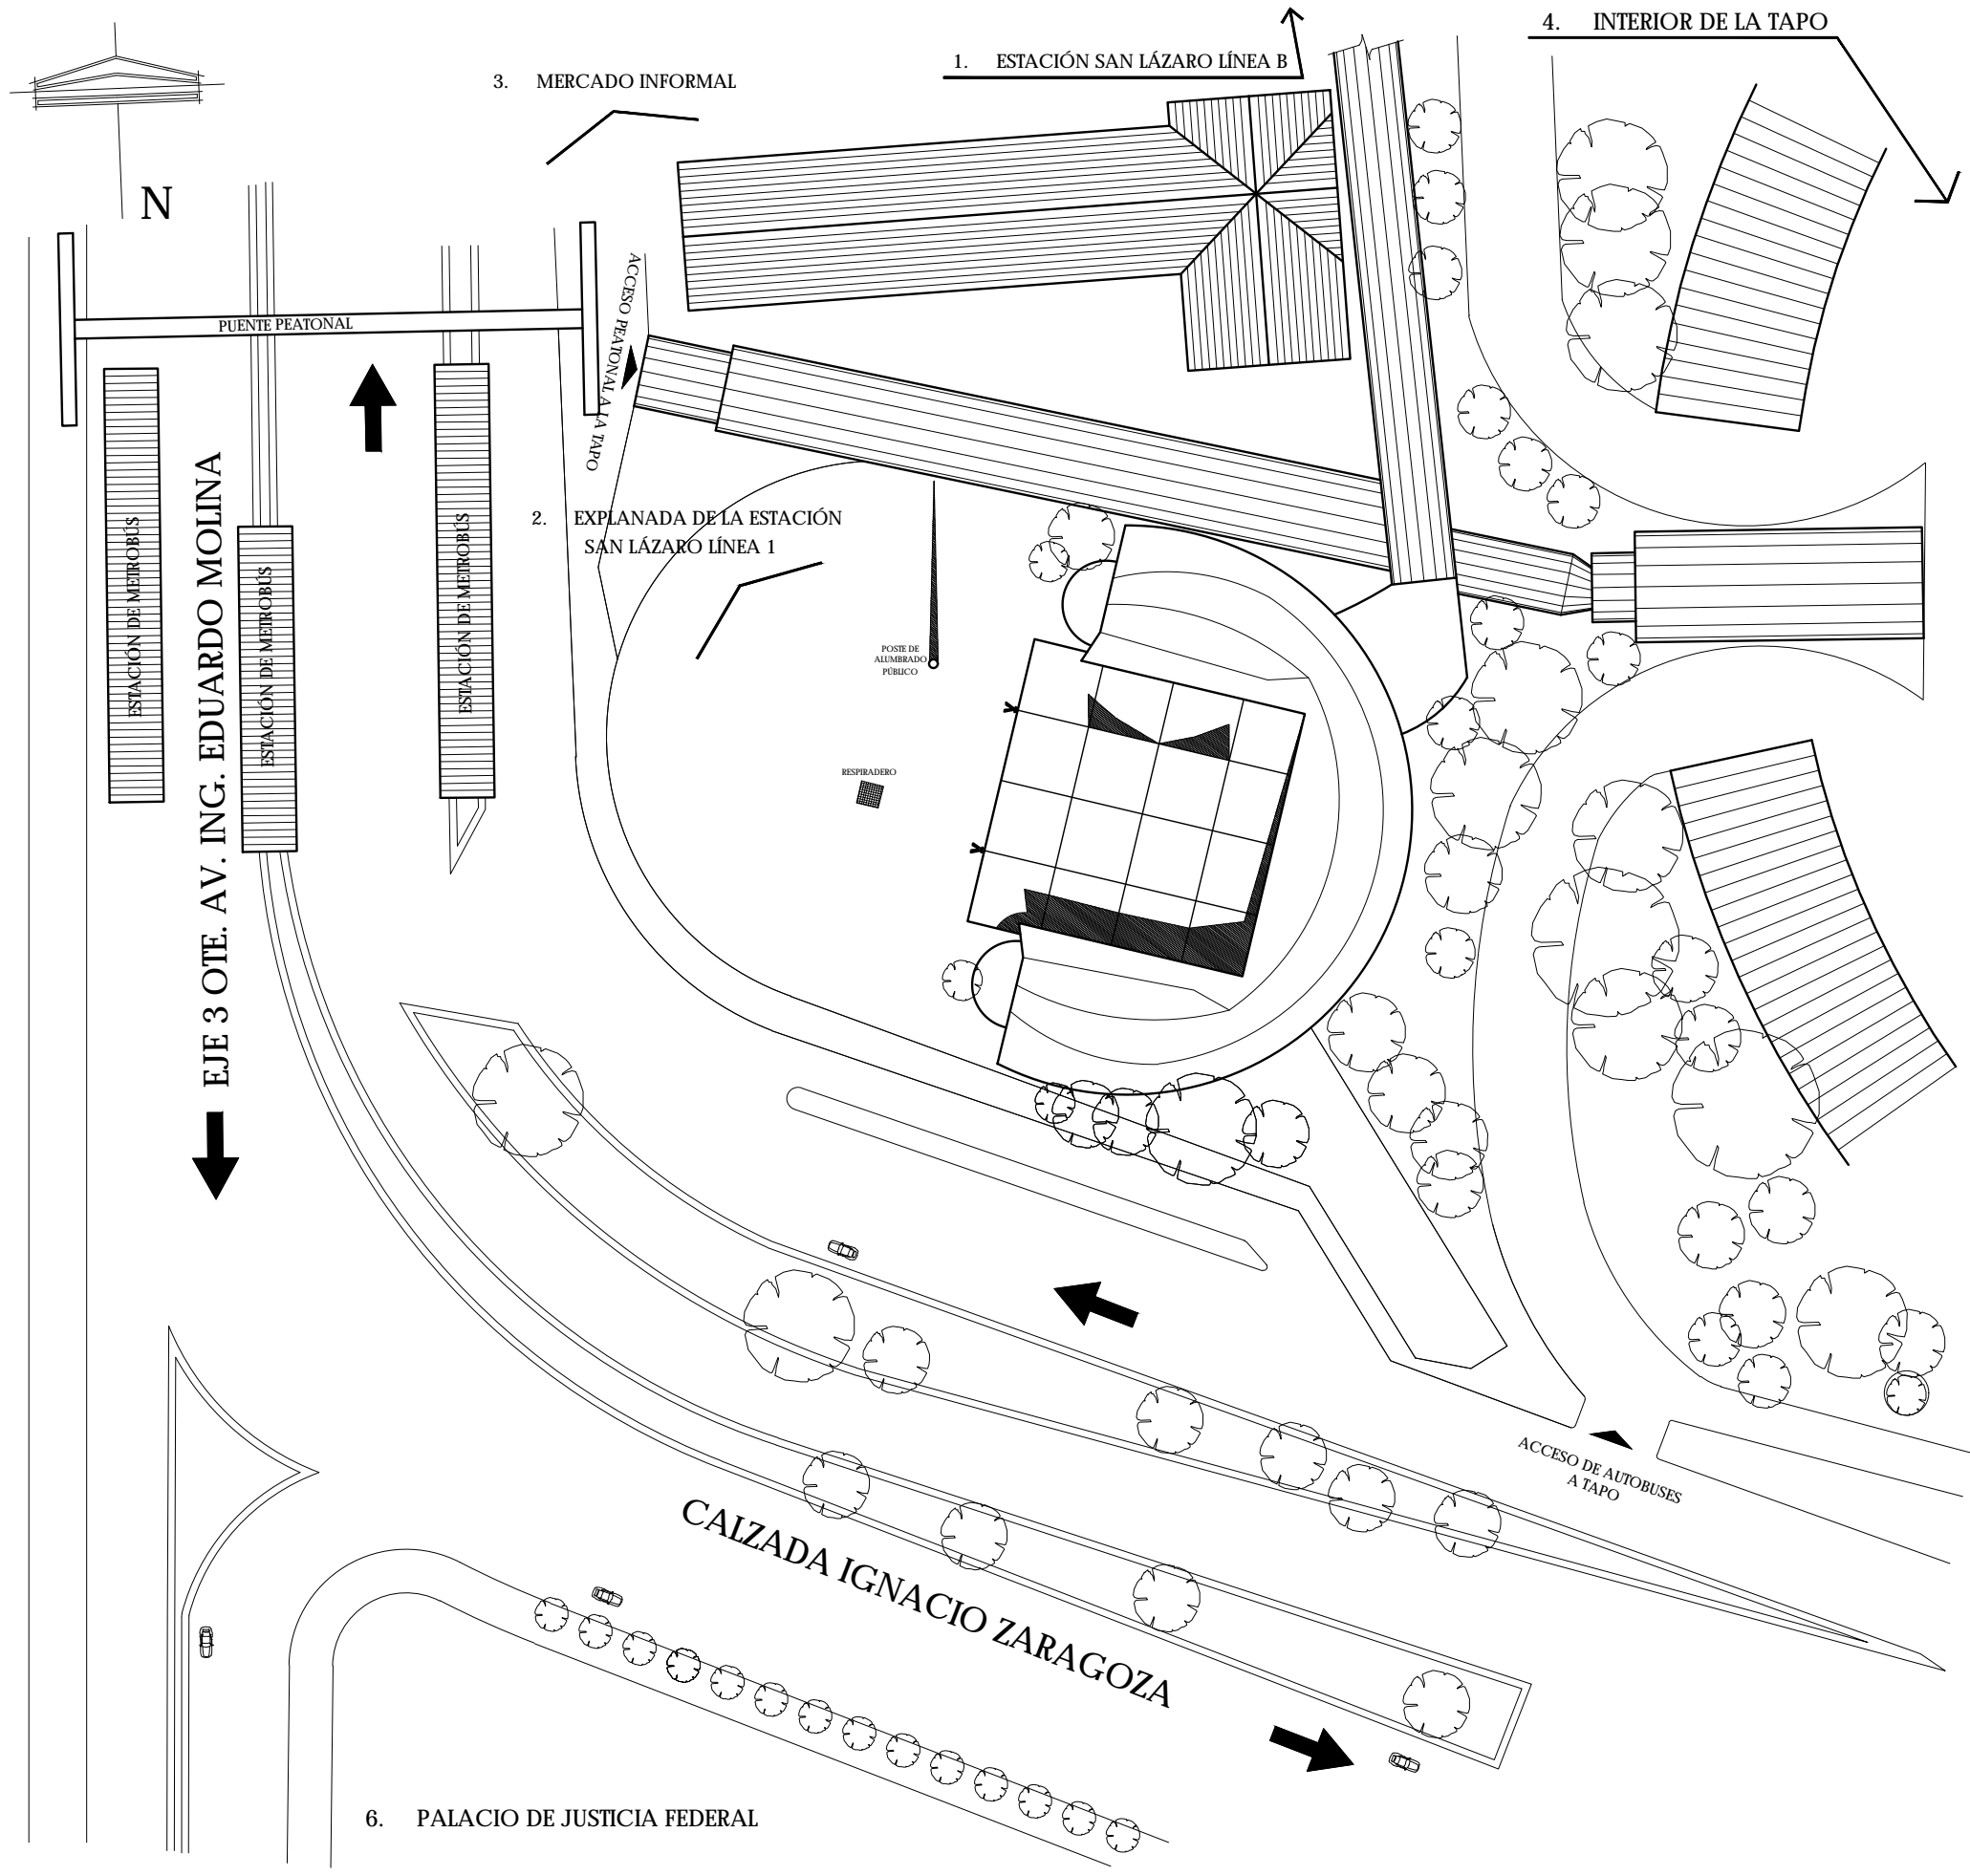 4. INTERIOR DE LA TAPO
1. ESTACIÓN SAN LÁZARO LÍNEA B
3. MERCADO INFORMAL
N
ACCESO PEATONAL A LA TAPO
PUENTE PEATONAL
2. EXPLANADA DE LA ESTACIÓN
SAN LÁZARO LÍNEA 1
ESTACIÓN DE METROBÚS
EJE 3 OTE. AV. ING. EDUARDO MOLINA
ESTACIÓN DE METROBÚS
ESTACIÓN DE METROBÚS
POSTE DE
ALUMBRADO
PÚBLICO
RESPIRADERO
ACCESO DE AUTOBUSES
A TAPO
CALZADA IGNACIO ZARAGOZA
6. PALACIO DE JUSTICIA FEDERAL